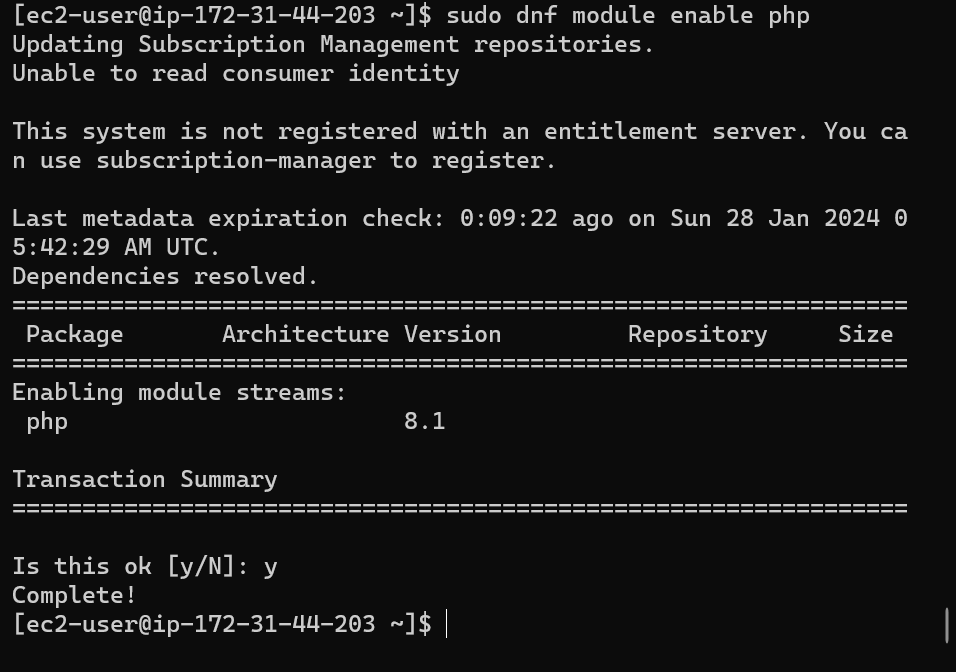 [ec2-user@ip-172-31-44-203 ~]$ sudo dnf module enable php
Updating Subscription Management repositories.
Unable to read consumer identity
This system is not registered with an entitlement server. You ca
n use subscription-manager to register.
Last metadata expiration check: 0:09:22 ago on Sun 28 Jan 2024 0
5:42:29 AM UTC.
Dependencies resolved.
================================================================
 Package       Architecture Version         Repository     Size
================================================================
Enabling module streams:
 php                        8.1
Transaction Summary
================================================================
Is this ok [y/N]: y
Complete!
[ec2-user@ip-172-31-44-203 ~]$